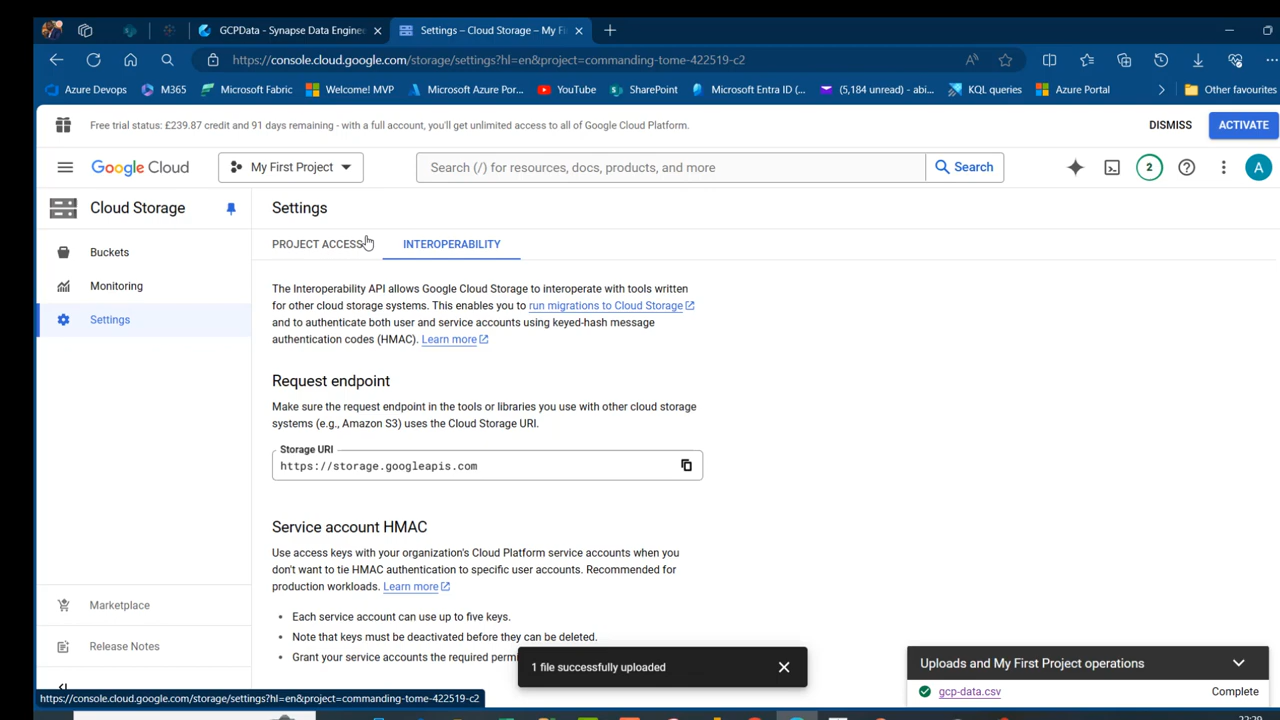 GCPData - Synapse Data Enginee
Settings – Cloud Storage – My Fi
https://console.cloud.google.com/storage/settings?hl=en&project=commanding-tome-422519-c2
Azure Devops
M365
Microsoft Fabric
Welcome! MVP
Microsoft Azure Por...
YouTube
SharePoint
Microsoft Entra ID (...
(5,184 unread) - abi...
KQL queries
Azure Portal
Other favourites
Free trial status: £239.87 credit and 91 days remaining - with a full account, you'll get unlimited access to all of Google Cloud Platform.
DISMISS
ACTIVATE
Google Cloud
My First Project
Search (/) for resources, docs, products, and more
Search
2
A
Cloud Storage
Settings
Buckets
Monitoring
Settings
Marketplace
Release Notes
PROJECT ACCESS
INTEROPERABILITY
The Interoperability API allows Google Cloud Storage to interoperate with tools written
for other cloud storage systems. This enables you to run migrations to Cloud Storage
and to authenticate both user and service accounts using keyed-hash message
authentication codes (HMAC). Learn more
Request endpoint
Make sure the request endpoint in the tools or libraries you use with other cloud storage
systems (e.g., Amazon S3) uses the Cloud Storage URI.
Storage URI
https://storage.googleapis.com
Service account HMAC
Use access keys with your organization's Cloud Platform service accounts when you
don't want to tie HMAC authentication to specific user accounts. Recommended for
production workloads. Learn more
• Each service account can use up to five keys.
• Note that keys must be deactivated before they can be deleted.
• Grant your service accounts the required perm
1 file successfully uploaded
Uploads and My First Project operations
gcp-data.csv
Complete
https://console.cloud.google.com/storage/settings?hl=en&project=commanding-tome-422519-c2